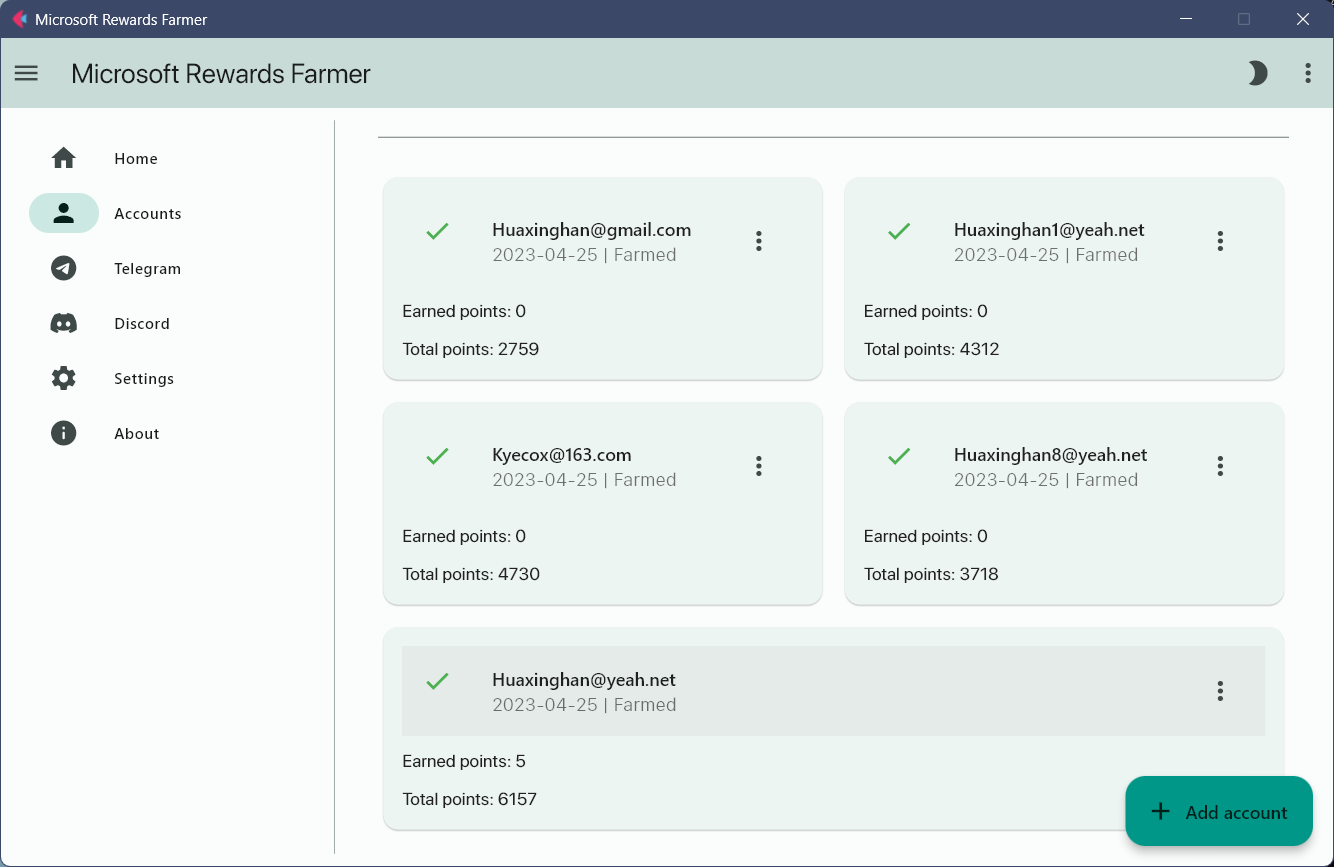 Microsoft Rewards Farmer
Microsoft Rewards Farmer
Home
Accounts
Telegram
Discord
Settings
About
Huaxinghan@gmail.com
2023-04-25 | Farmed
Earned points: 0
Total points: 2759
Huaxinghan1@yeah.net
2023-04-25 | Farmed
Earned points: 0
Total points: 4312
Kyecox@163.com
2023-04-25 | Farmed
Earned points: 0
Total points: 4730
Huaxinghan8@yeah.net
2023-04-25 | Farmed
Earned points: 0
Total points: 3718
Huaxinghan@yeah.net
2023-04-25 | Farmed
Earned points: 5
Total points: 6157
Add account